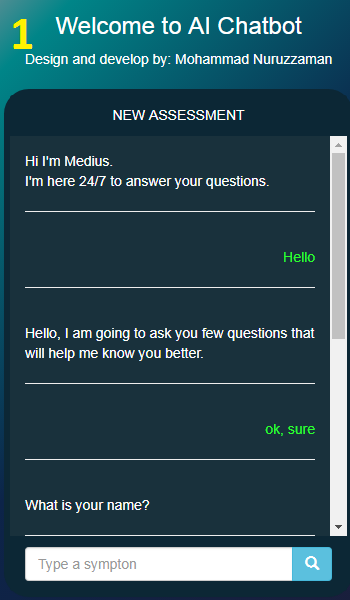 1
Welcome to AI Chatbot
Design and develop by: Mohammad Nuruzzaman
NEW ASSESSMENT
Hi I'm Medius.
I'm here 24/7 to answer your questions.
Hello
Hello, I am going to ask you few questions that
will help me know you better.
ok, sure
What is your name?
Type a sympton